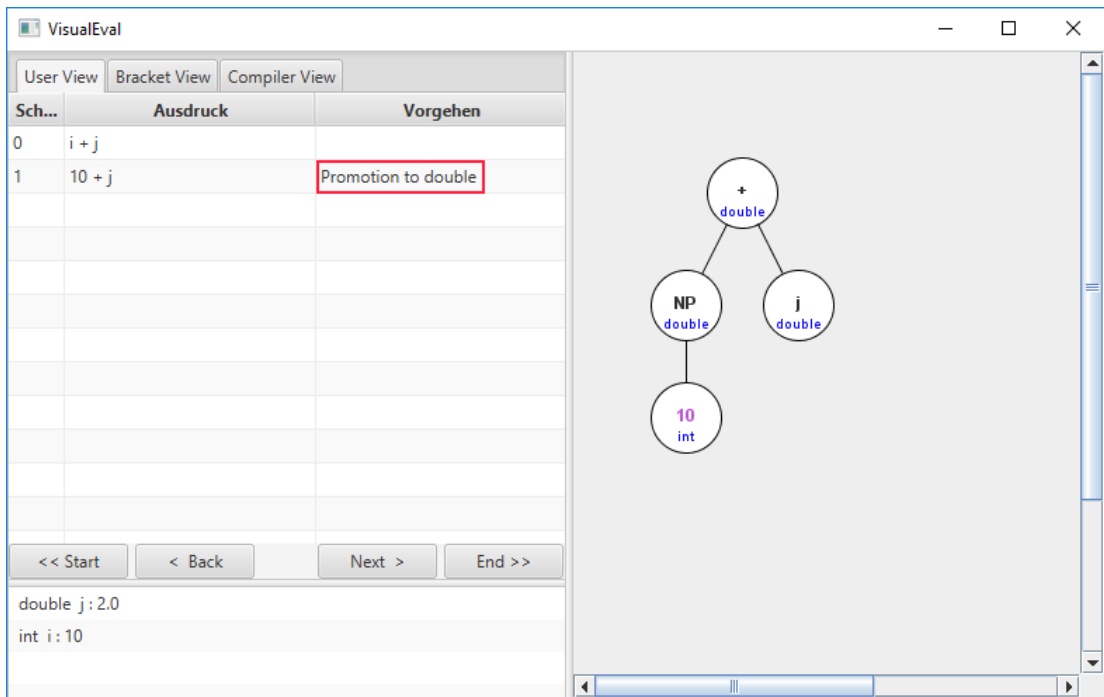 VisualEval
User View Bracket View Compiler View
Sch... Ausdruck Vorgehen
0 i + j
1 10 + j Promotion to double
<< Start < Back Next > End >>
double j : 2.0
int i : 10
+
double
NP
double
j
double
10
int